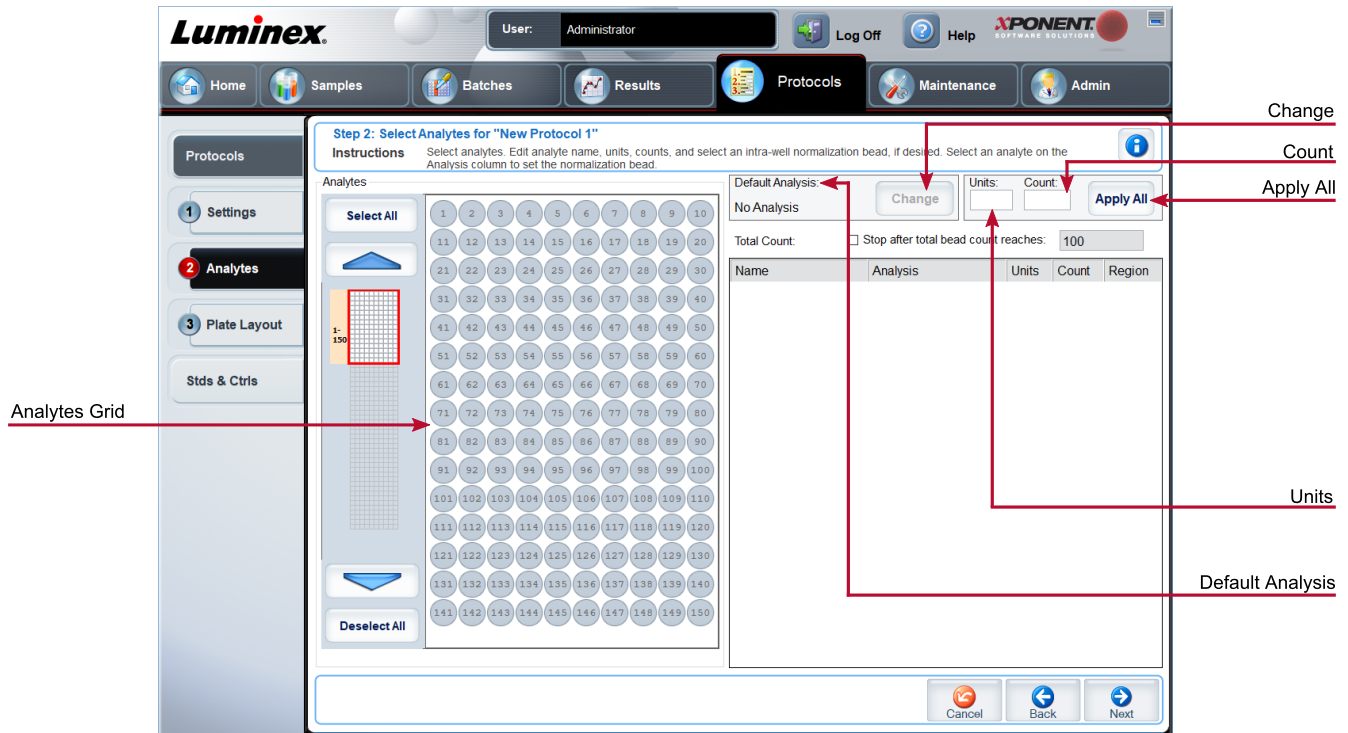 Luminex.
User: Administrator
Log Off
Help
XPONENT.
SOFTWARE SOLUTIONS
Home
Samples
Batches
Results
1.
2.
3.
Protocols
Maintenance
Admin
Change
Count
Apply All
Analytes Grid
Units
Default Analysis
Protocols
1 Settings
2 Analytes
3 Plate Layout
Stds & Ctrls
Step 2: Select Analytes for "New Protocol 1"
Instructions
Select analytes. Edit analyte name, units, counts, and select an intra-well normalization bead, if desired. Select an analyte on the
Analysis column to set the normalization bead.
Analytes
Select All
1-
150
Deselect All
1 2 3 4 5 6 7 8 9 10
11 12 13 14 15 16 17 18 19 20
21 22 23 24 25 26 27 28 29 30
31 32 33 34 35 36 37 38 39 40
41 42 43 44 45 46 47 48 49 50
51 52 53 54 55 56 57 58 59 60
61 62 63 64 65 66 67 68 69 70
71 72 73 74 75 76 77 78 79 80
81 82 83 84 85 86 87 88 89 90
91 92 93 94 95 96 97 98 99 100
101 102 103 104 105 106 107 108 109 110
111 112 113 114 115 116 117 118 119 120
121 122 123 124 125 126 127 128 129 130
131 132 133 134 135 136 137 138 139 140
141 142 143 144 145 146 147 148 149 150
Default Analysis:
No Analysis
Change
Units: Count:
Apply All
Total Count: Stop after total bead count reaches: 100
Name Analysis Units Count Region
Cancel
Back
Next